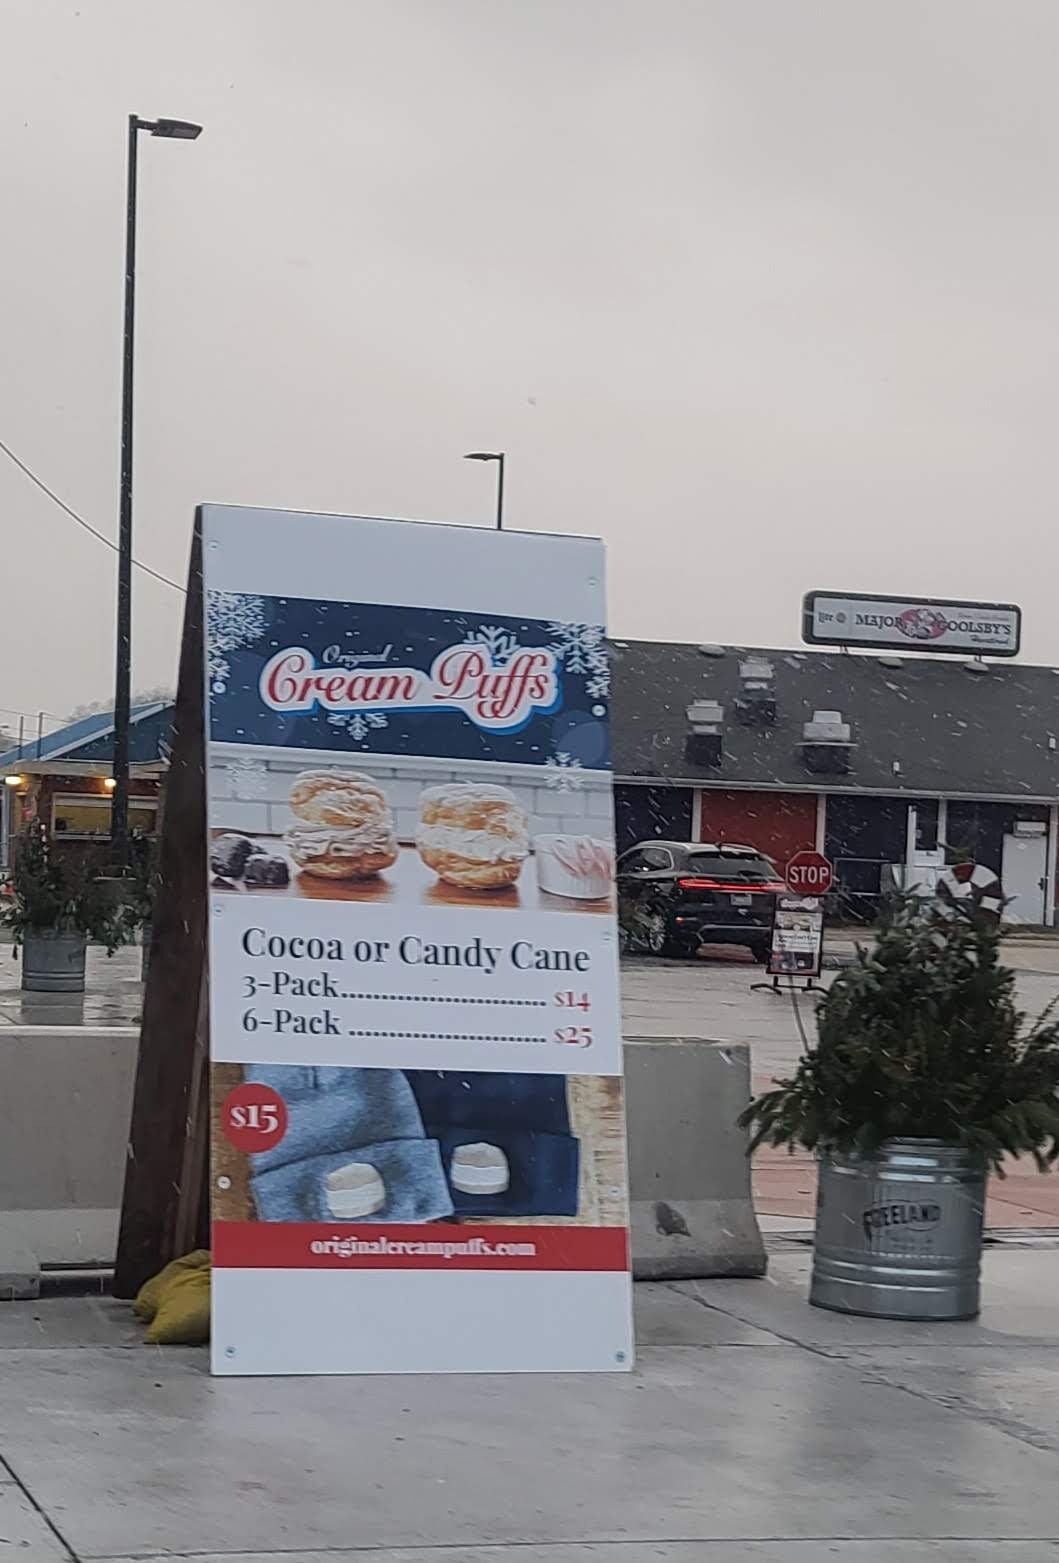 Lite
MAJOR GOOLSBY'S
Original
Cream Puffs
STOP
Cocoa or Candy Cane
3-Pack.......................... $14
6-Pack ......................... $25
$15
FREELAND
originalcreampuffs.com